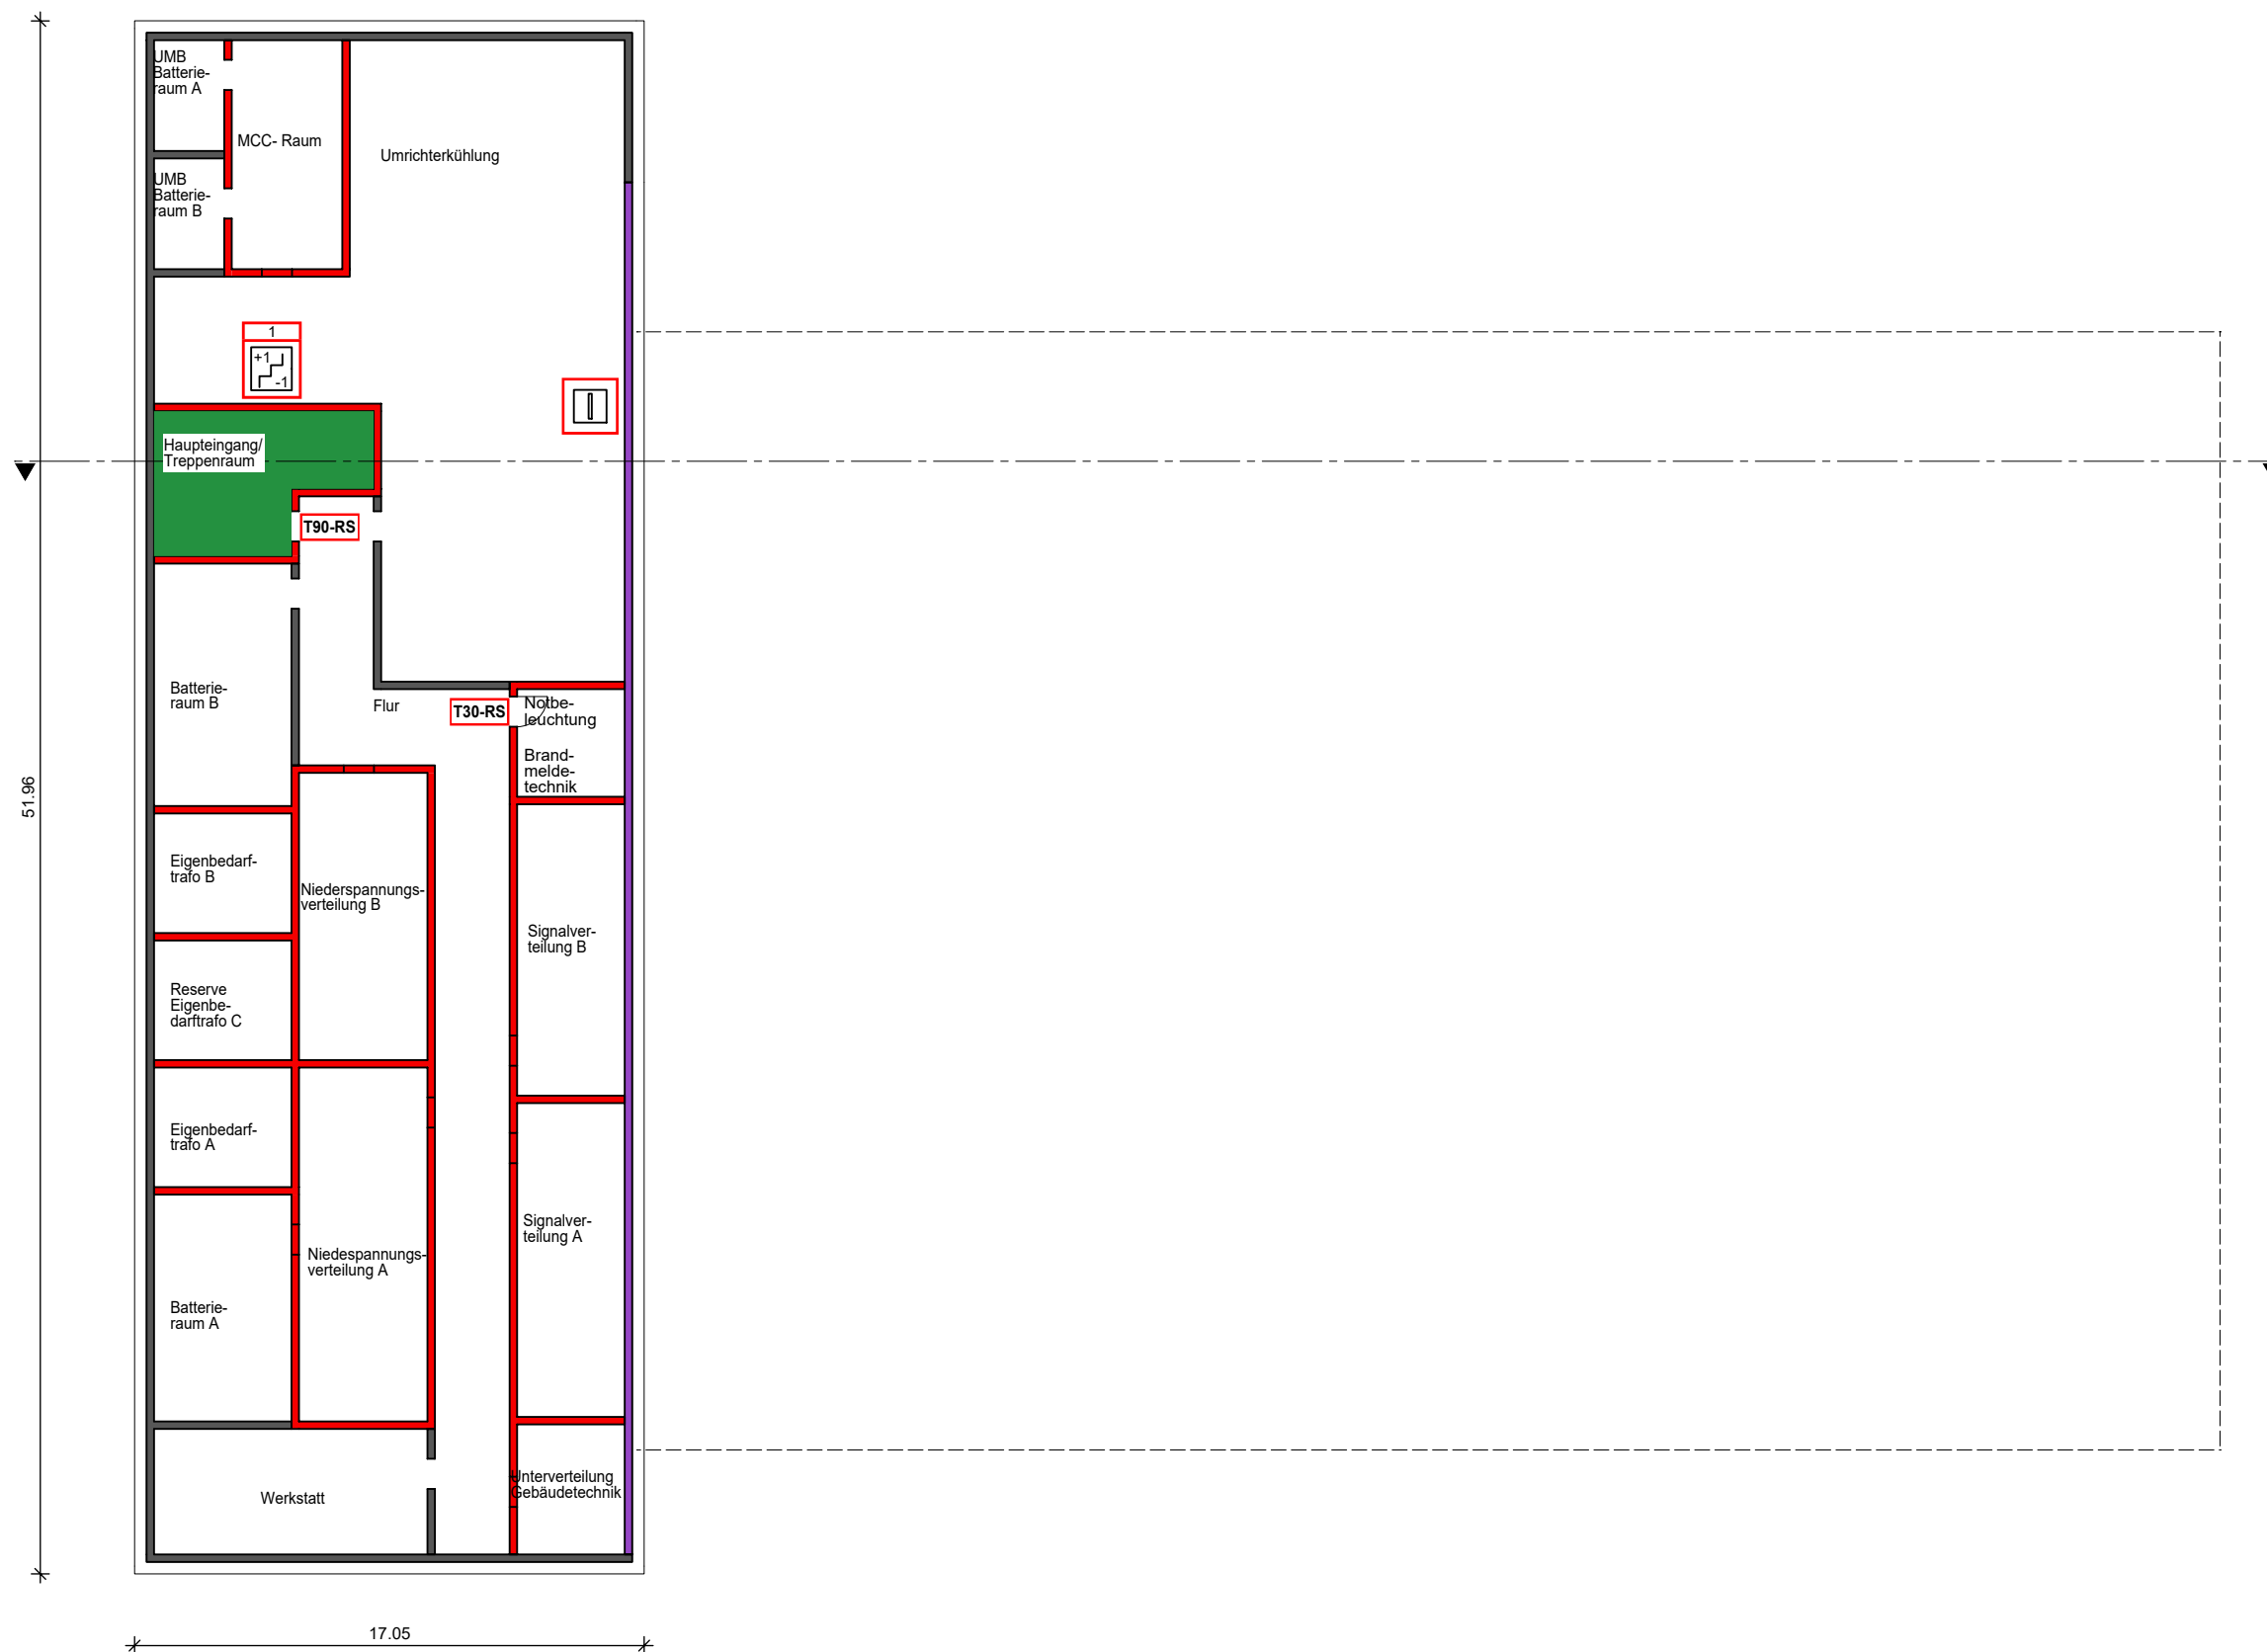 UMB
Batterie-
raum A
MCC- Raum
Umrichterkühlung
UMB
Batterie-
raum B
1
+1
-1
Haupteingang/
Treppenraum
T90-RS
Batterie-
raum B
Flur
T30-RS
Notbe-
leuchtung
Brand-
melde-
technik
51.96
Eigenbedarf-
trafo B
Niederspannungs-
verteilung B
Signalver-
teilung B
Reserve
Eigenbe-
darftrafo C
Eigenbedarf-
trafo A
Signalver-
teilung A
Niedespannungs-
verteilung A
Batterie-
raum A
Werkstatt
Unterverteilung
Gebäudetechnik
17.05